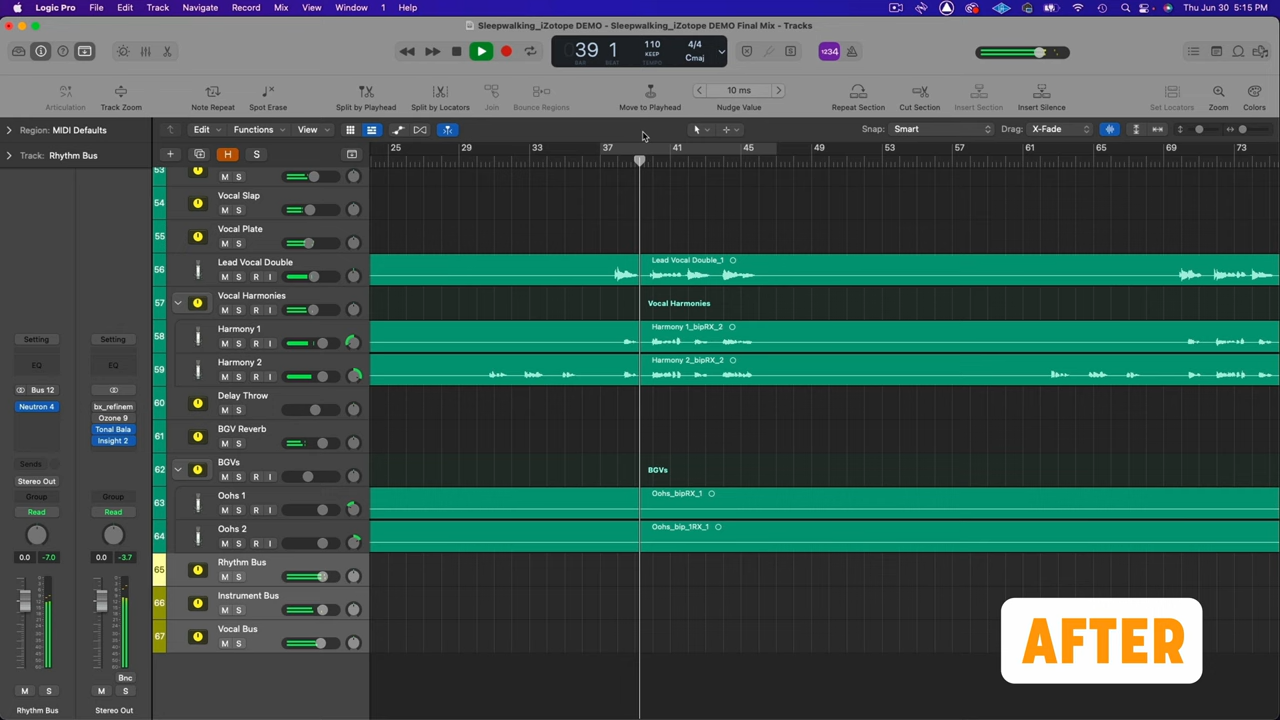 Logic Pro File Edit Track Navigate Record Mix View Window 1 Help Thu Jun 30 5:15 PM
Sleepwalking_iZotope DEMO - Sleepwalking_iZotope DEMO Final Mix - Tracks
39 1 110 4/4
BAR BEAT KEEP TEMPO Cmaj
1234
Articulation Track Zoom Note Repeat Spot Erase Split by Playhead Split by Locators Join Bounce Regions Move to Playhead 10 ms Nudge Value Repeat Section Cut Section Insert Section Insert Silence Set Locators Zoom Colors
Region: MIDI Defaults Edit Functions View Snap: Smart Drag: X-Fade
Track: Rhythm Bus H S 25 29 33 37 41 45 49 53 57 61 65 69 73
53 M S
54 Vocal Slap
M S
55 Vocal Plate
M S
56 Lead Vocal Double Lead Vocal Double_1
M S R I
57 Vocal Harmonies Vocal Harmonies
M S R I
58 Harmony 1 Harmony 1_bipRX_2
M S R I
59 Harmony 2 Harmony 2_bipRX_2
M S R I
60 Delay Throw
M S
61 BGV Reverb
M S
62 BGVs BGVs
M S R I
63 Oohs 1 Oohs_bipRX_1
M S R I
64 Oohs 2 Oohs_bip_1RX_1
M S R I
65 Rhythm Bus
M S
66 Instrument Bus
M S
67 Vocal Bus
M S
Setting Setting
EQ EQ
Bus 12
Neutron 4 bx_refinem
Ozone 9
Tonal Bala
Insight 2
Sends
Stereo Out
Group Group
Read Read
0.0 -7.0 0.0 -3.7
Bnc
M S M S
Rhythm Bus Stereo Out
AFTER